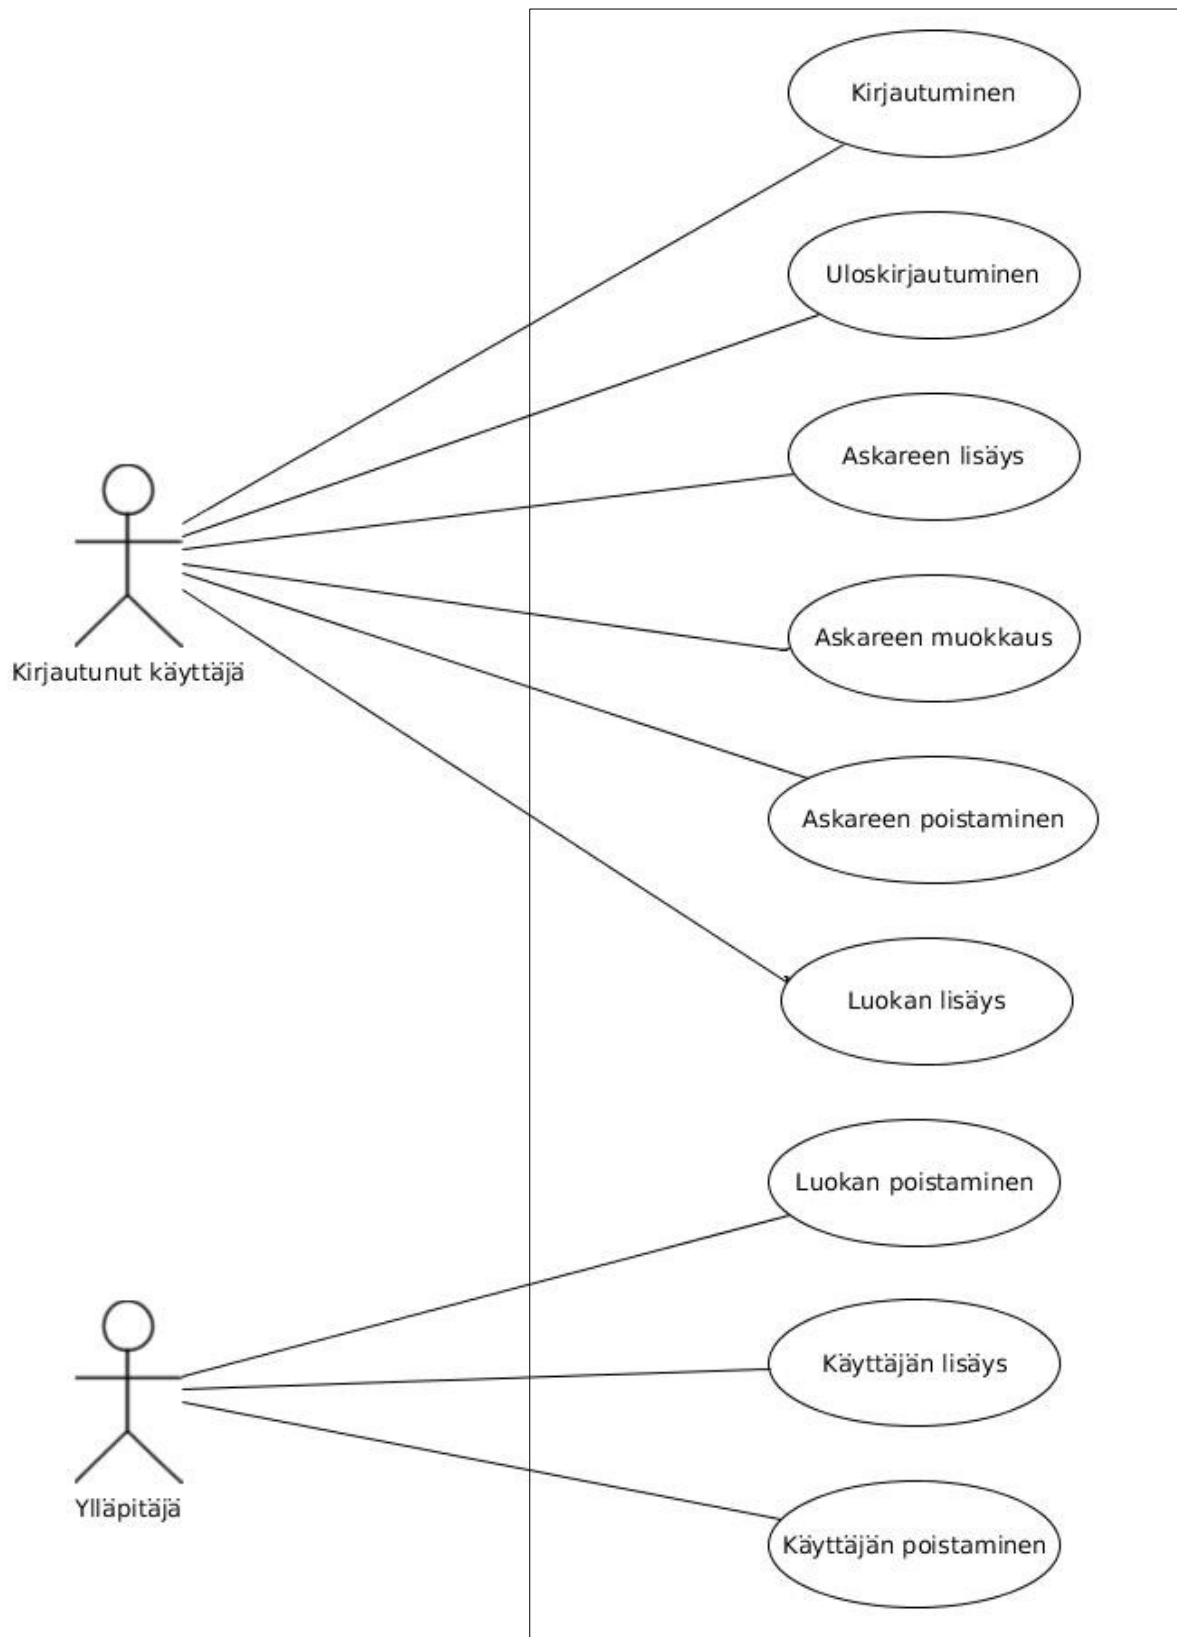 Kirjautuminen
Uloskirjautuminen
Askareen lisäys
Askareen muokkaus
Kirjautunut käyttäjä
Askareen poistaminen
Luokan lisäys
Luokan poistaminen
Käyttäjän lisäys
Ylläpitäjä
Käyttäjän poistaminen